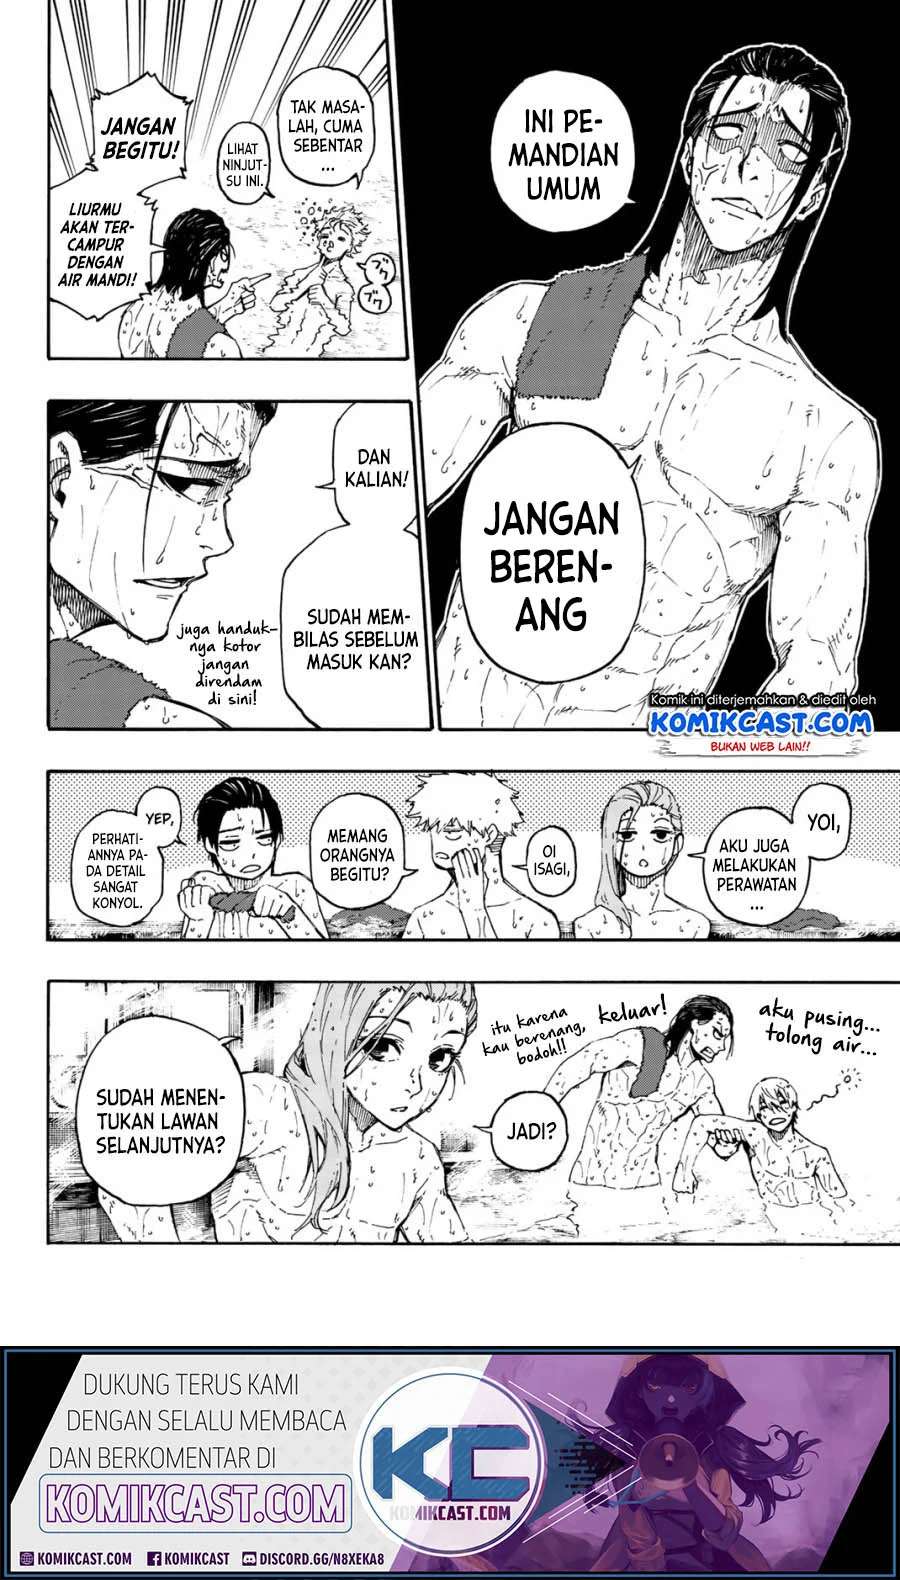 INI PE-
MANDIAN
UMUM
JANGAN
BEREN-
ANG
TAK MASA-
LAH, CUMA
SEBENTAR
...
LIHAT
NINJUT-
SU INI.
JANGAN
BEGITU!
LIURMU
AKAN TER-
CAMPUR
DENGAN
AIR MANDI!
ブク
ブク
DAN
KALIAN!
SUDAH MEM-
BILAS SEBELUM
MASUK KAN?
juga handuk-
nya kotor
jangan
direndam
di sini!
Komik ini diterjemahkan & diedit oleh
KOMIKCAST.COM
BUKAN WEB LAIN!!
YOI,
AKU JUGA
MELAKUKAN
PERAWATAN
...
OI
ISAGI,
MEMANG
ORANGNYA
BEGITU?
YEP,
PERHATI-
ANNYA PA-
DA DETAIL
SANGAT
KONYOL.
aku pusing...
tolong air...
keluar!
itu karena
kau berenang,
bodoh!!
JADI?
SUDAH MENEN-
TUKAN LAWAN
SELANJUTNYA?
DUKUNG TERUS KAMI
DENGAN SELALU MEMBACA
DAN BERKOMENTAR DI
KOMIKCAST.COM
KC
KOMIKCAST.COM
KOMIKCAST.COM
KOMIKCAST
DISCORD.GG/N8XEKA8